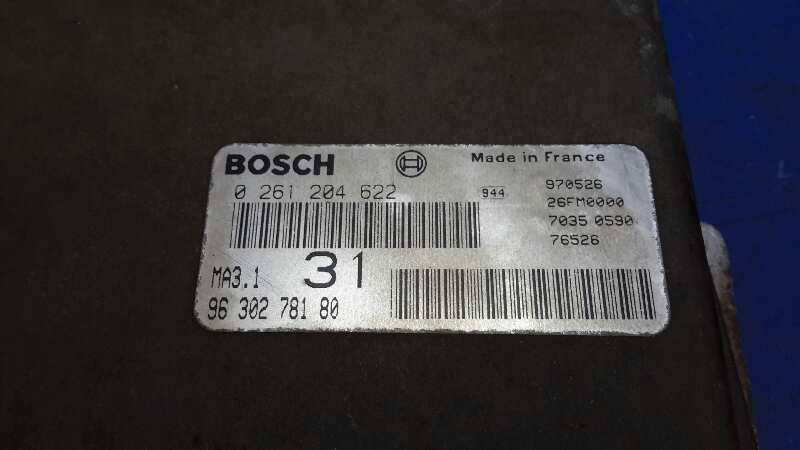 BOSCH Made in France
0 261 204 622 944 970526
26FM0000
7035 0590
76526
MA3.1 31
96 302 781 80